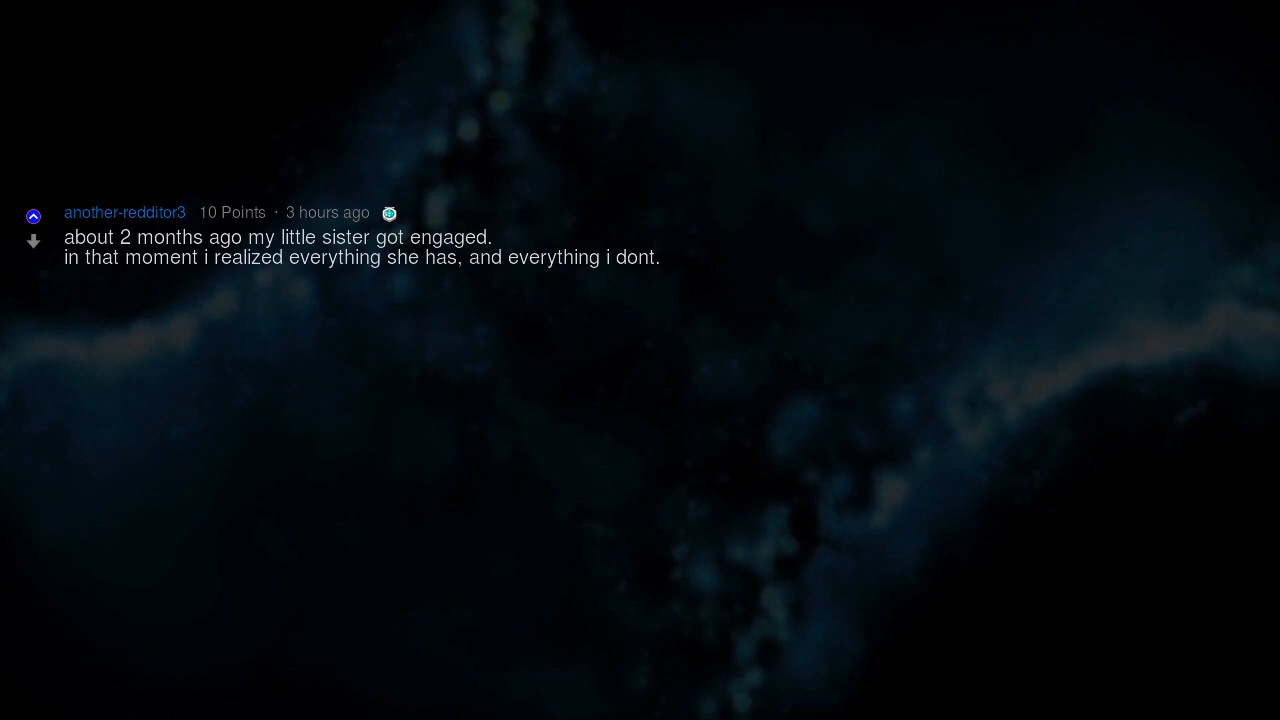 another-redditor3 10 Points · 3 hours ago
about 2 months ago my little sister got engaged.
in that moment i realized everything she has, and everything i dont.